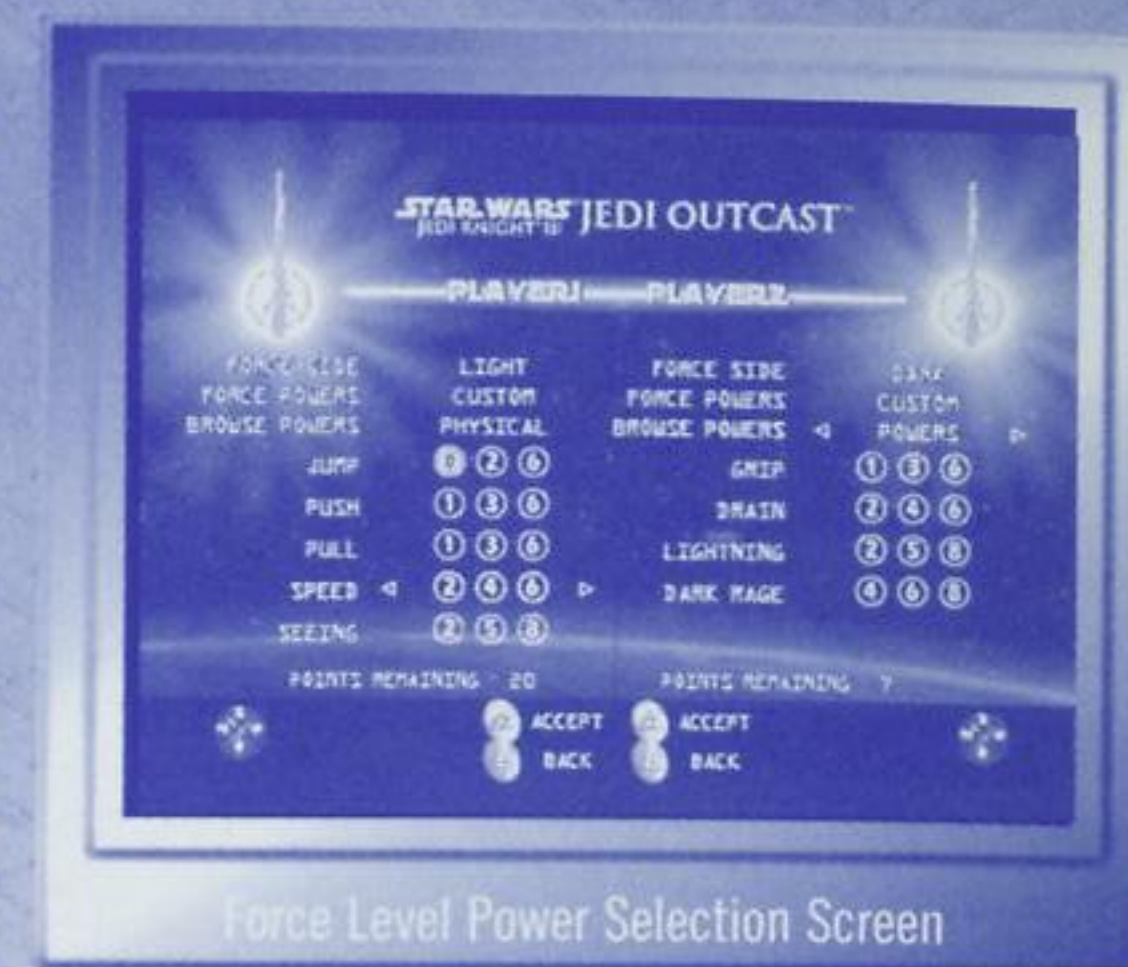 STAR WARS JEDI OUTCAST™
JEDI KNIGHT II
PLAYER1 PLAYER2
FORCE SIDE LIGHT FORCE SIDE DARK
FORCE POWERS CUSTOM FORCE POWERS CUSTOM
BROWSE POWERS PHYSICAL BROWSE POWERS POWERS
JUMP 0 2 6 GRIP 1 3 6
PUSH 1 3 6 DRAIN 2 4 6
PULL 1 3 6 LIGHTNING 2 5 8
SPEED 2 4 6 DARK RAGE 4 6 8
SEEING 2 5 8
POINTS REMAINING 20 POINTS REMAINING 7
ACCEPT ACCEPT
BACK BACK
Force Level Power Selection Screen